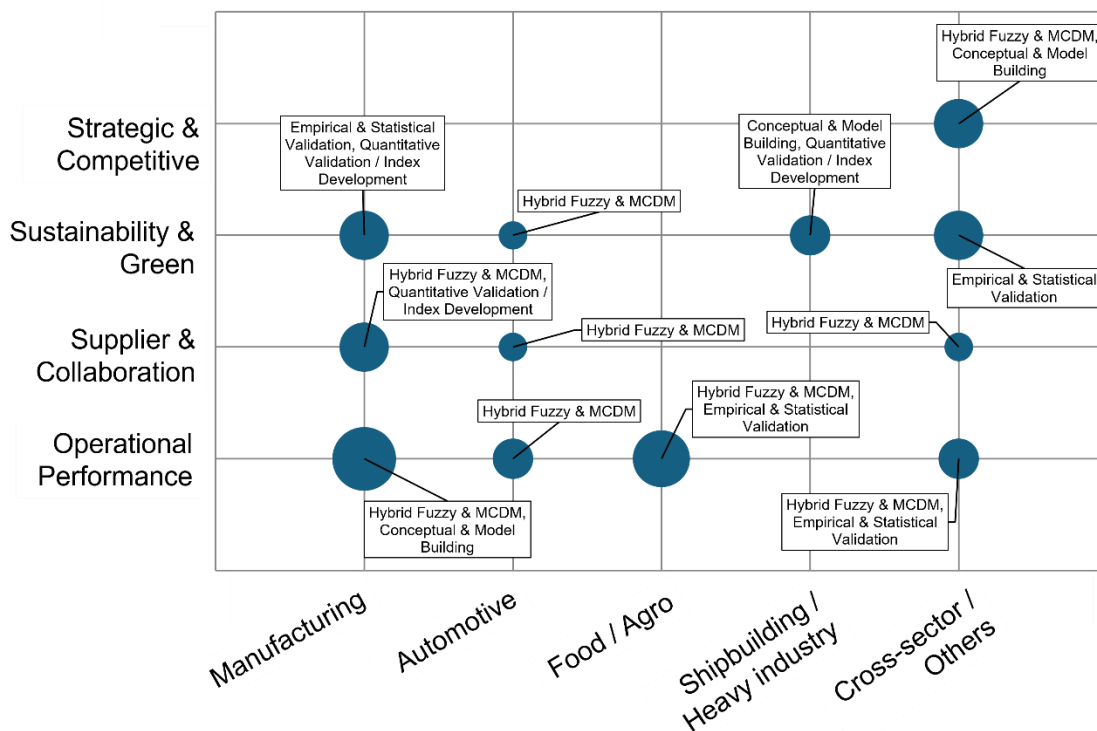 Hybrid Fuzzy & MCDM,
Conceptual & Model
Building
Strategic &
Competitive
Empirical & Statistical
Validation, Quantitative
Validation / Index
Development
Conceptual & Model
Building, Quantitative
Validation / Index
Development
Hybrid Fuzzy & MCDM
Sustainability &
Green
Hybrid Fuzzy & MCDM,
Quantitative Validation /
Index Development
Empirical & Statistical
Validation
Supplier &
Collaboration
Hybrid Fuzzy & MCDM
Hybrid Fuzzy & MCDM
Hybrid Fuzzy & MCDM
Hybrid Fuzzy & MCDM,
Empirical & Statistical
Validation
Operational
Performance
Hybrid Fuzzy & MCDM,
Conceptual & Model
Building
Hybrid Fuzzy & MCDM,
Empirical & Statistical
Validation
Manufacturing
Automotive
Food / Agro
Shipbuilding /
Heavy industry
Cross-sector /
Others